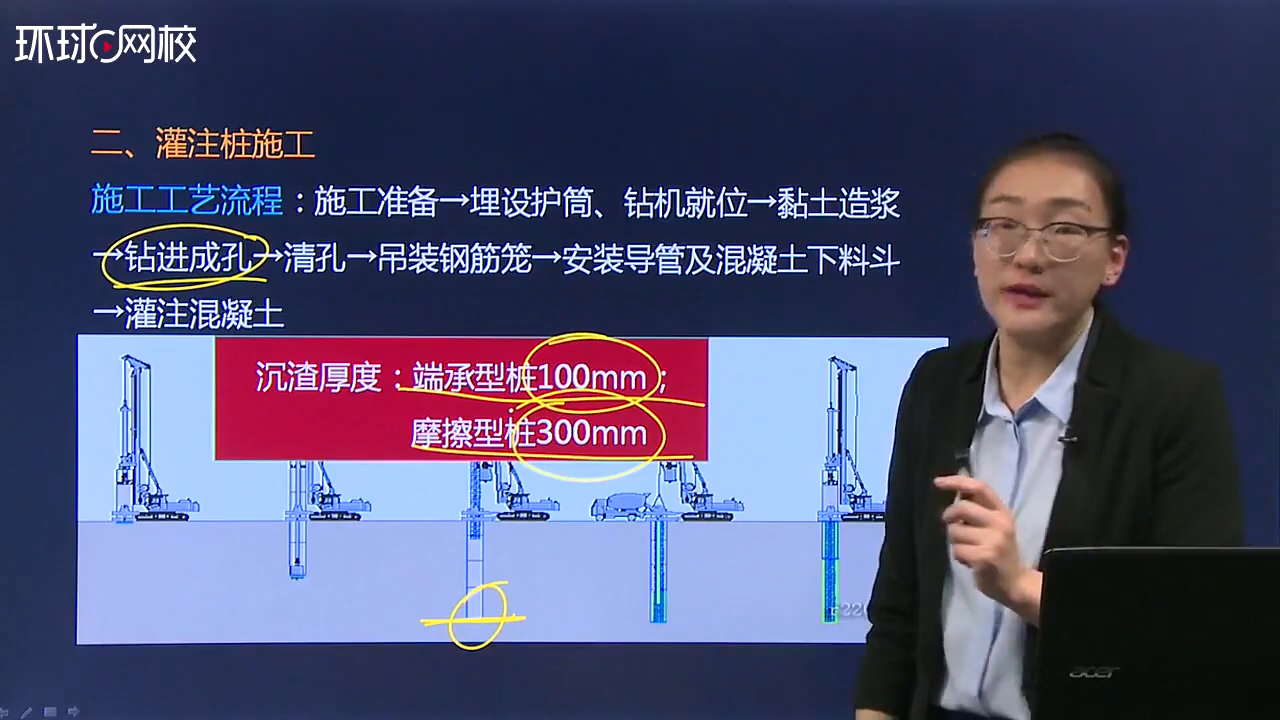 环球网校
二、灌注桩施工
施工工艺流程：施工准备→埋设护筒、钻机就位→黏土造浆
→钻进成孔→清孔→吊装钢筋笼→安装导管及混凝土下料斗
→灌注混凝土
沉渣厚度：端承型桩100mm；
摩擦型桩300mm
acer